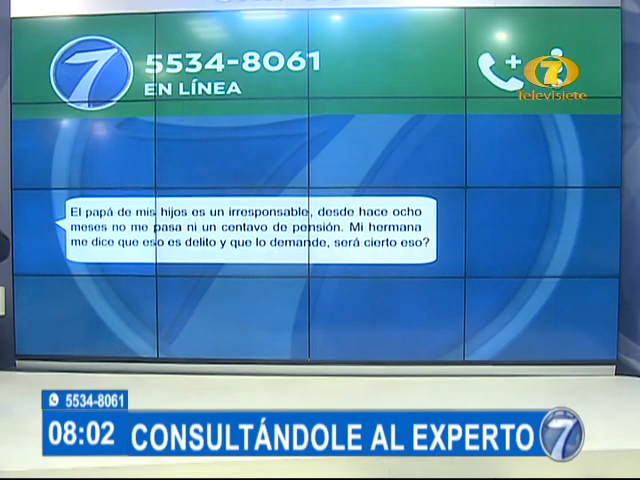 5534-8061
EN LÍNEA
7
Televisiete
El papá de mis hijos es un irresponsable, desde hace ocho
meses no me pasa ni un centavo de pensión. Mi hermana
me dice que eso es delito y que lo demande, será cierto eso?
5534-8061
08:02 CONSULTÁNDOLE AL EXPERTO 7